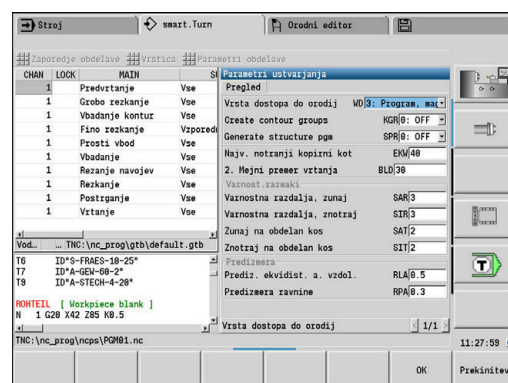 Stroj
smart.Turn
Orodni editor
Zaporedje obdelave
Vrstica
Parametri obdelave
CHAN LOCK MAIN
1 Predvrtanje Vse
1 Grobo rezkanje Vse
1 Vbadanje kontur Vse
1 Fino rezkanje Vzpored
1 Prosti vbod Vse
1 Vbadanje Vse
1 Rezanje navojev Vse
1 Rezkanje Vse
1 Postrganje Vse
1 Vrtanje Vse
Vod... ... TNC:\nc_prog\gtb\default.gtb
T6 ID"S-FRAES-10-25"
T7 ID"A-GEW-60-2"
T9 ID"A-STECH-4-20"
ROHTEIL [ Workpiece blank ]
N 1 G20 X42 Z85 K0.5
Parametri ustvarjanja
Pregled
Vrsta dostopa do orodij WD 3: Program, mag
Create contour groups KGR 0: OFF
Generate structure pgm SPR 0: OFF
Najv. notranji kopirni kot EKW 40
2. Mejni premer vrtanja BLD 30
Varnost.razmaki
Varnostna razdalja, zunaj SAR 3
Varnostna razdalja, znotraj SIR 3
Zunaj na obdelan kos SAT 2
Znotraj na obdelan kos SIT 2
Predizmera
Prediz. ekvidist. a. vzdol. RLA 0.5
Predizmera ravnine RPA 0.3
Vrsta dostopa do orodij 1/1
TNC:\nc_prog\ncps\PGM01.nc
11:27:59
T
OK
Prekinitev